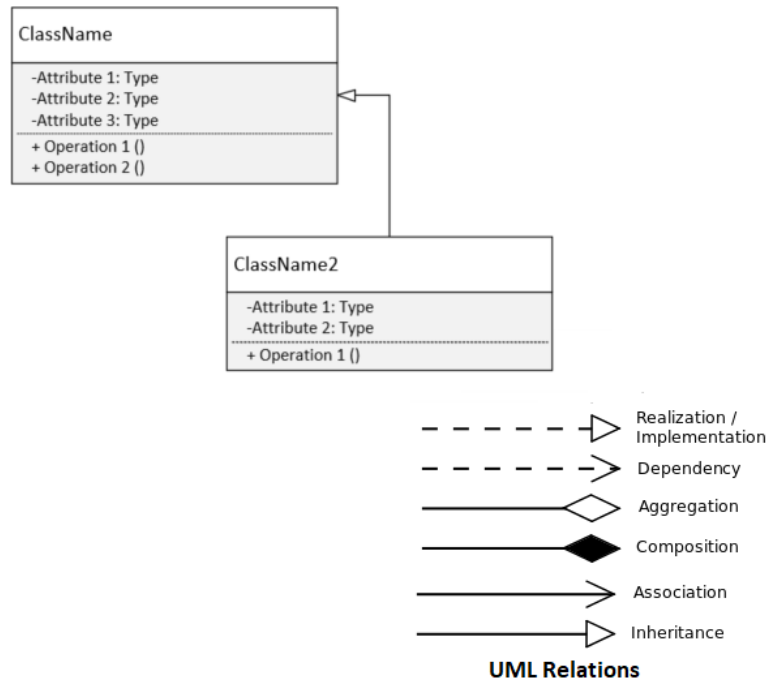 ClassName
-Attribute 1: Type
-Attribute 2: Type
-Attribute 3: Type
+ Operation 1 ()
+ Operation 2 ()
ClassName2
-Attribute 1: Type
-Attribute 2: Type
+ Operation 1 ()
Realization /
Implementation
Dependency
Aggregation
Composition
Association
Inheritance
UML Relations